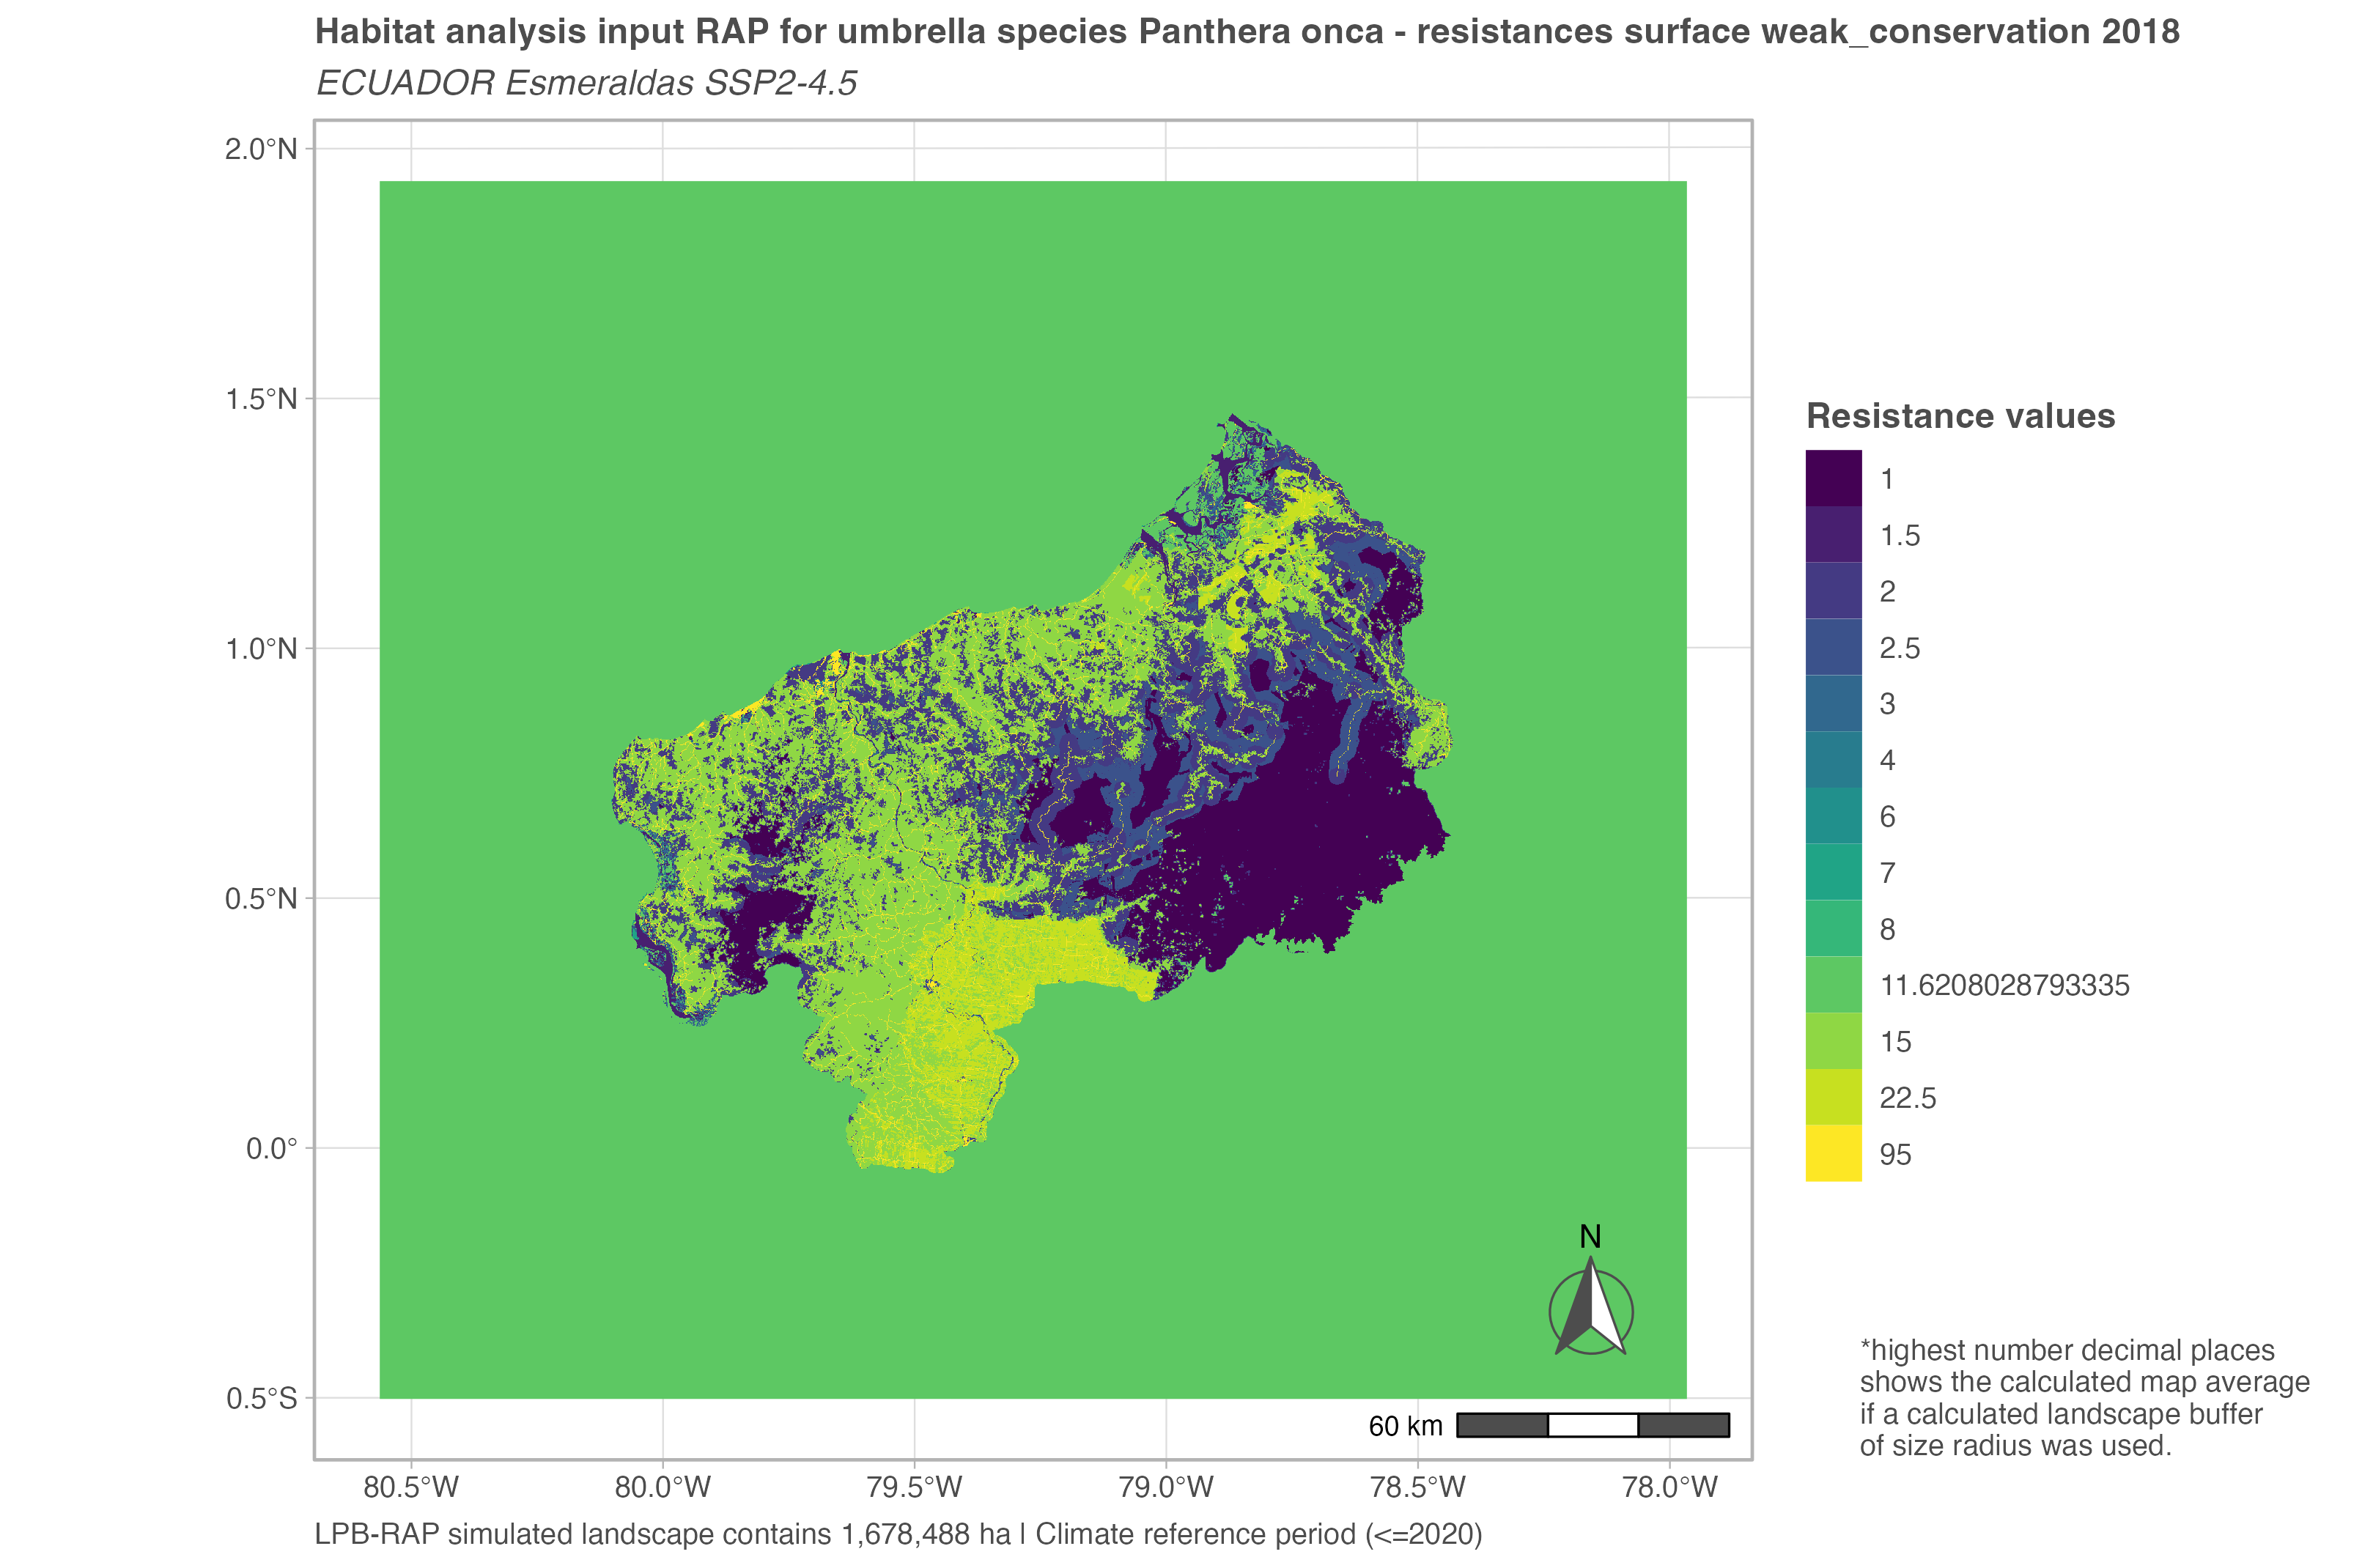 Habitat analysis input RAP for umbrella species Panthera onca - resistances surface weak_conservation 2018
ECUADOR Esmeraldas SSP2-4.5
2.0°N
1.5°N
1.0°N
0.5°N
0.0°
0.5°S
80.5°W
80.0°W
79.5°W
79.0°W
78.5°W
78.0°W
N
60 km
Resistance values
1
1.5
2
2.5
3
4
6
7
8
11.6208028793335
15
22.5
95
*highest number decimal places
shows the calculated map average
if a calculated landscape buffer
of size radius was used.
LPB-RAP simulated landscape contains 1,678,488 ha | Climate reference period (<=2020)